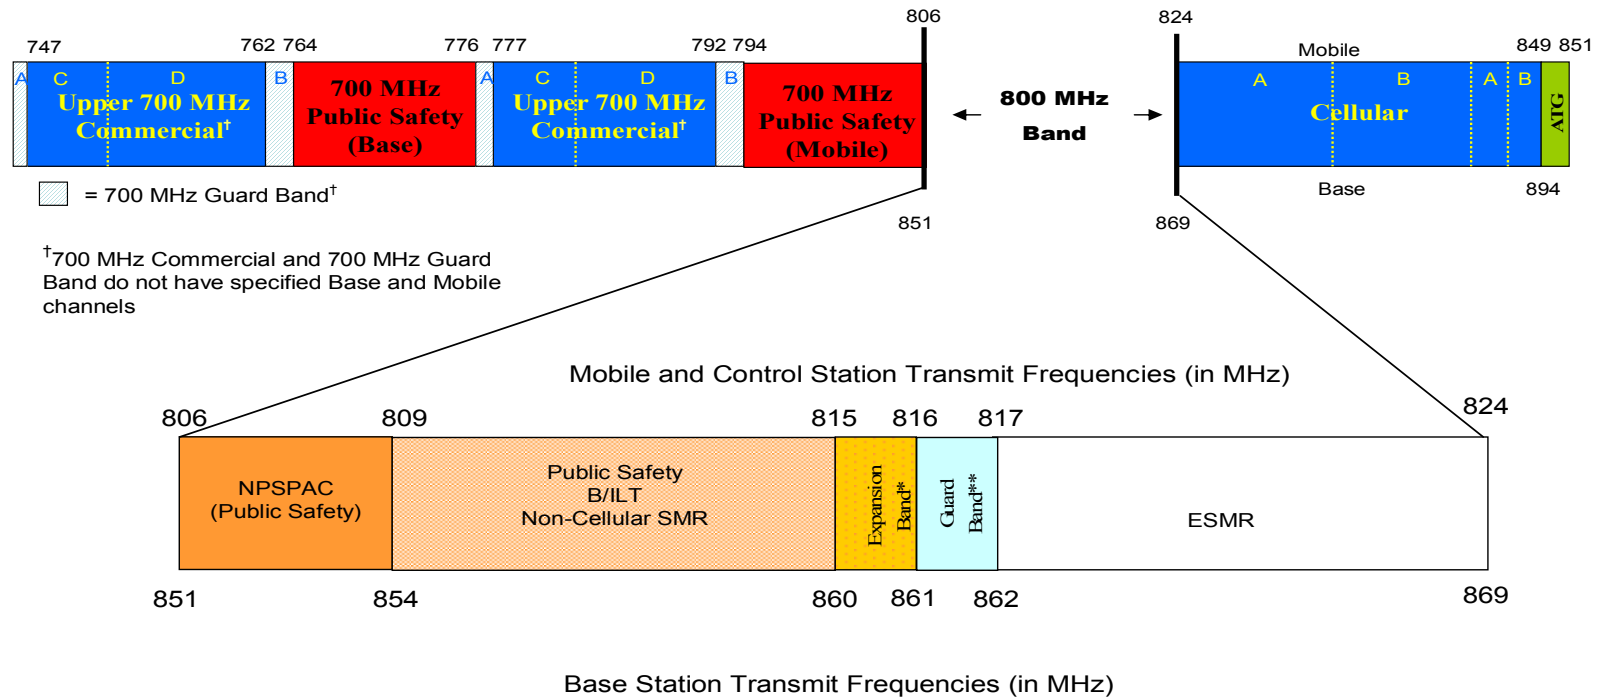 806
824
747
762 764
776 777
792 794
Mobile
849 851
A
C
D
B
A
C
D
B
A
B
A
B
Upper 700 MHz
Commercial†
700 MHz
Public Safety
(Base)
Upper 700 MHz
Commercial†
700 MHz
Public Safety
(Mobile)
800 MHz
Band
Cellular
ATG
= 700 MHz Guard Band†
Base
894
851
869
†700 MHz Commercial and 700 MHz Guard
Band do not have specified Base and Mobile
channels
Mobile and Control Station Transmit Frequencies (in MHz)
806
809
815
816
817
824
NPSPAC
(Public Safety)
Public Safety
B/ILT
Non-Cellular SMR
Expansion
Band*
Guard
Band**
ESMR
851
854
860
861
862
869
Base Station Transmit Frequencies (in MHz)